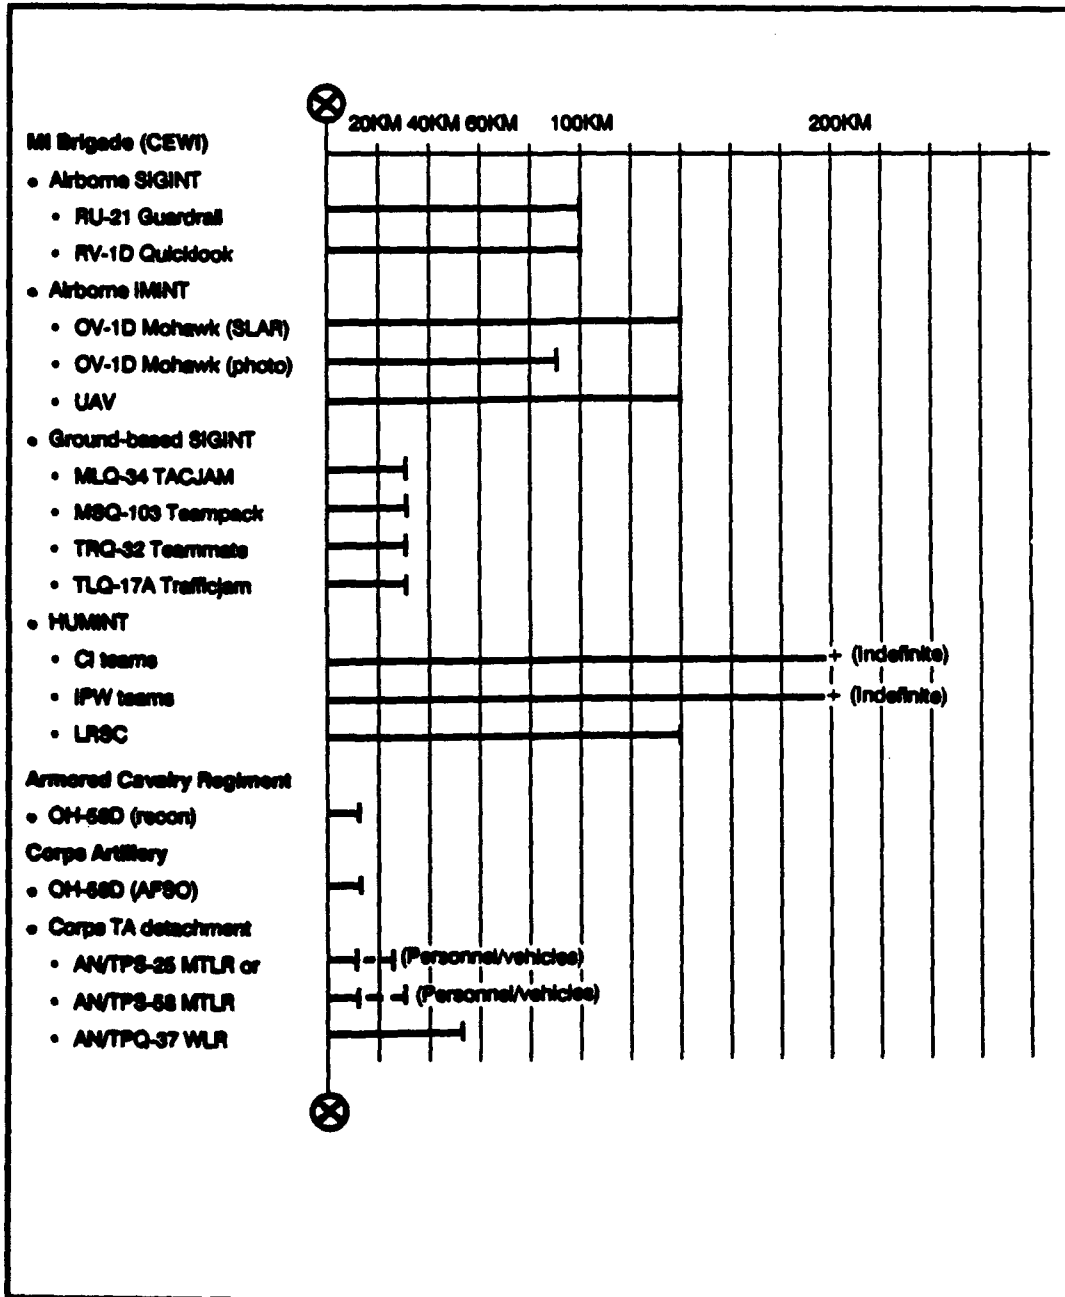 20KM 40KM 60KM 100KM 200KM
MI Brigade (CEWI)
• Airborne SIGINT
• RU-21 Guardrail
• RV-1D Quicklook
• Airborne IMINT
• OV-1D Mohawk (SLAR)
• OV-1D Mohawk (photo)
• UAV
• Ground-based SIGINT
• MLQ-34 TACJAM
• MSQ-103 Teampack
• TRQ-32 Teammate
• TLQ-17A Trafficjam
• HUMINT
• CI teams + (Indefinite)
• IPW teams + (Indefinite)
• LRSC
Armored Cavalry Regiment
• OH-58D (recon)
Corps Artillery
• OH-58D (AFSO)
• Corps TA detachment
• AN/TPS-25 MTLR or (Personnel/vehicles)
• AN/TPS-58 MTLR (Personnel/vehicles)
• AN/TPQ-37 WLR